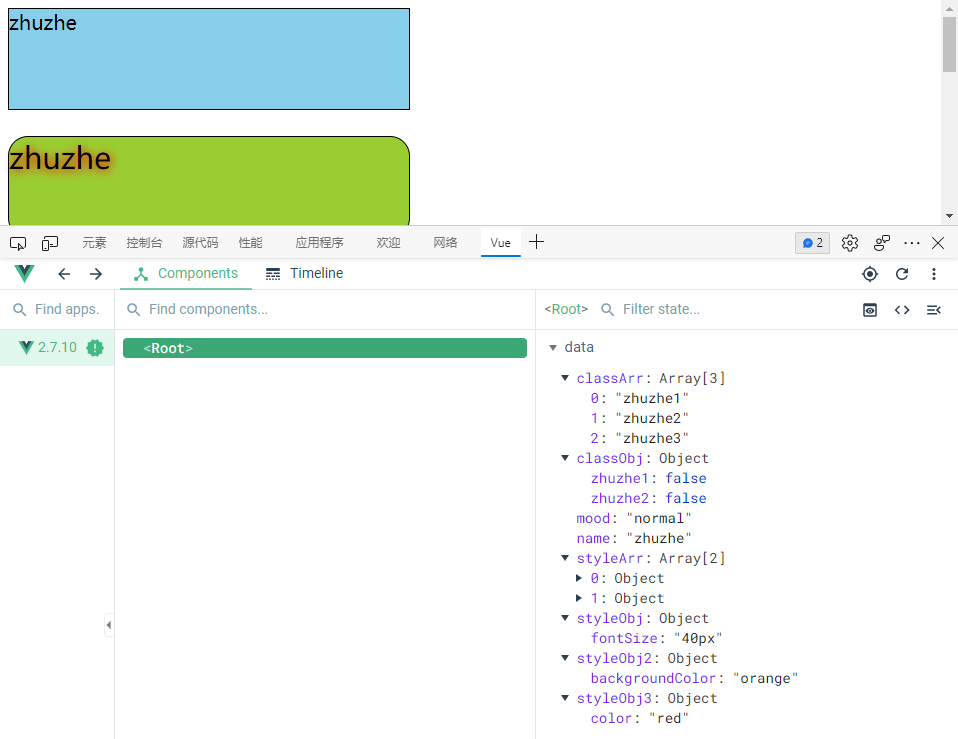 zhuzhe
zhuzhe
元素 控制台 源代码 性能 应用程序 欢迎 网络 Vue 2
Components Timeline
Find apps. Find components... <Root> Filter state...
2.7.10 <Root> data
classArr: Array[3]
0: "zhuzhe1"
1: "zhuzhe2"
2: "zhuzhe3"
classObj: Object
zhuzhe1: false
zhuzhe2: false
mood: "normal"
name: "zhuzhe"
styleArr: Array[2]
0: Object
1: Object
styleObj: Object
fontSize: "40px"
styleObj2: Object
backgroundColor: "orange"
styleObj3: Object
color: "red"